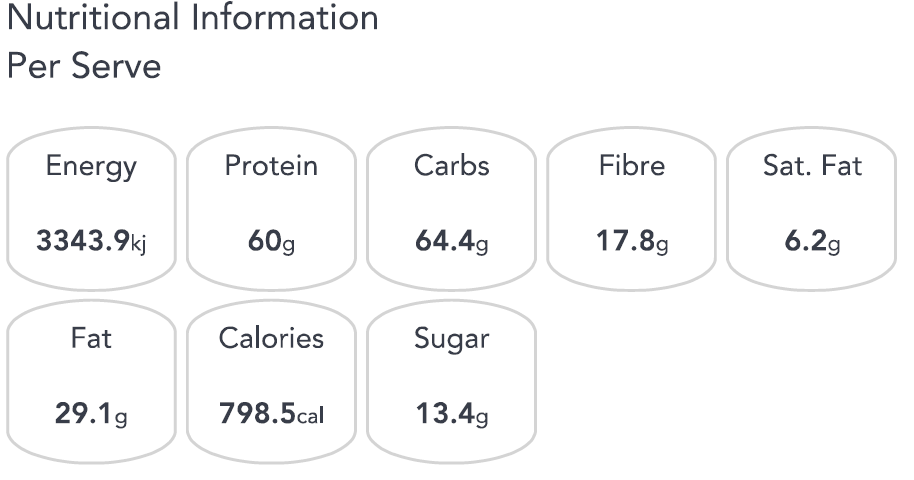 Nutritional Information
Per Serve
Energy Protein Carbs Fibre Sat. Fat
3343.9kj 60g 64.4g 17.8g 6.2g
Fat Calories Sugar
29.1g 798.5cal 13.4g